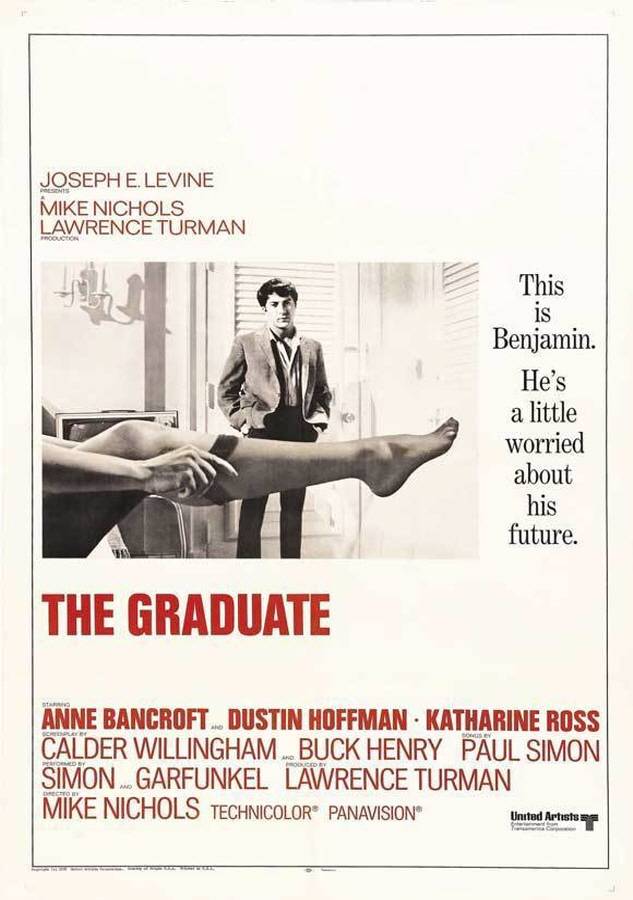 JOSEPH E. LEVINE
PRESENTS
A
MIKE NICHOLS
LAWRENCE TURMAN
PRODUCTION
This
is
Benjamin.
He's
a little
worried
about
his
future.
THE GRADUATE
STARRING
ANNE BANCROFT AND DUSTIN HOFFMAN · KATHARINE ROSS
SCREENPLAY BY SONGS BY
CALDER WILLINGHAM AND BUCK HENRY PAUL SIMON
PERFORMED BY PRODUCED BY
SIMON AND GARFUNKEL LAWRENCE TURMAN
DIRECTED BY
MIKE NICHOLS TECHNICOLOR® PANAVISION®
United Artists
Entertainment from
Transamerica Corporation